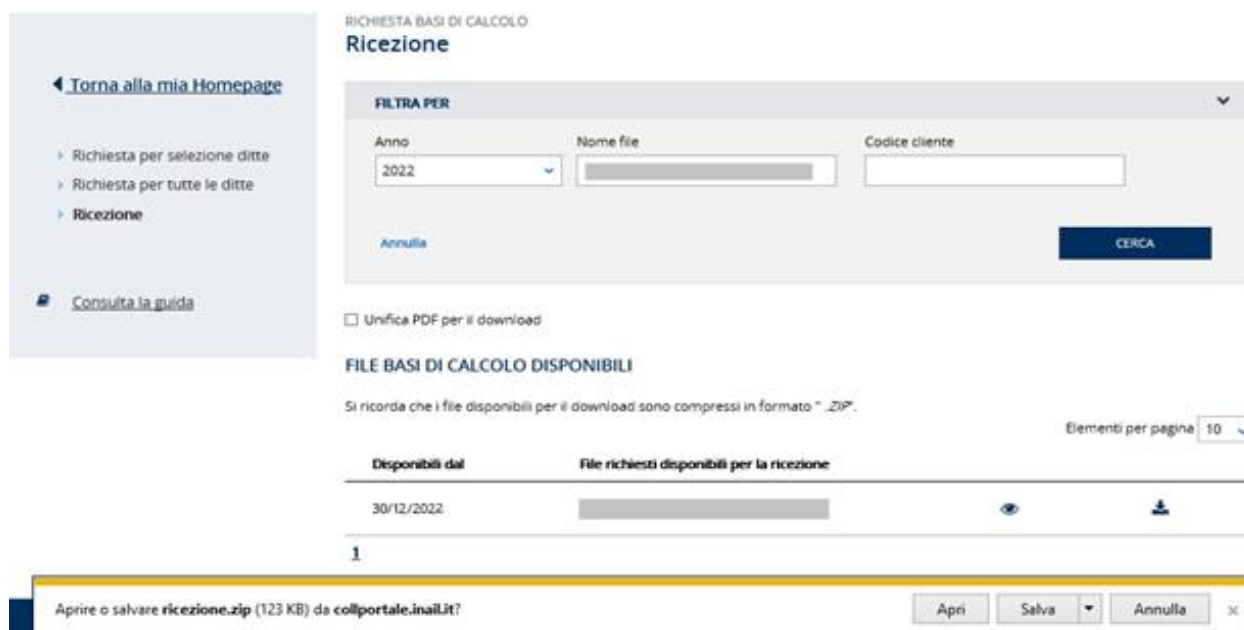 RICHIESTA BASI DI CALCOLO
Ricezione
Torna alla mia Homepage
Richiesta per selezione ditte
Richiesta per tutte le ditte
Ricezione
Consulta la guida
FILTRA PER
Anno Nome file Codice cliente
2022
Annulla CERCA
Unifica PDF per il download
FILE BASI DI CALCOLO DISPONIBILI
Si ricorda che i file disponibili per il download sono compressi in formato " .ZIP".
Elementi per pagina 10
Disponibili dal File richiesti disponibili per la ricezione
30/12/2022
1
Aprire o salvare ricezione.zip (123 KB) da collportale.inail.it? Apri Salva Annulla